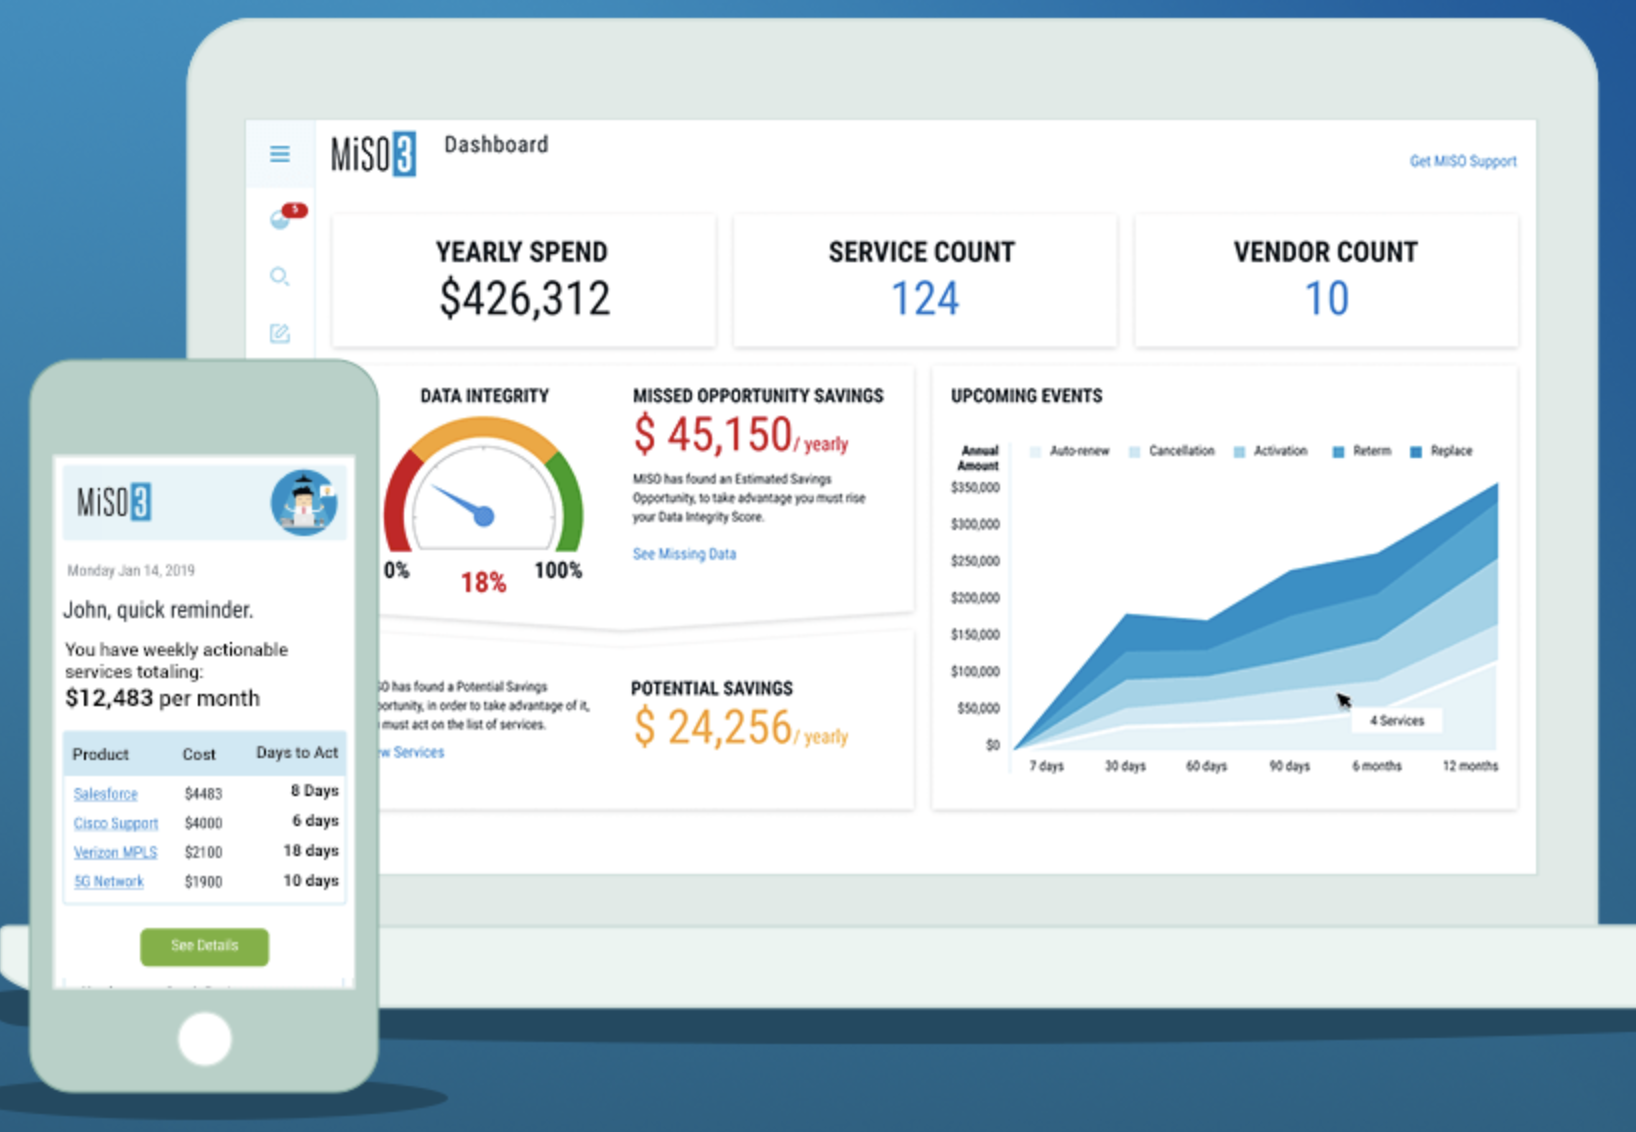 MiSO3
Dashboard
Get MISO Support
5
YEARLY SPEND
$426,312
SERVICE COUNT
124
VENDOR COUNT
10
DATA INTEGRITY
0%
18%
100%
MISSED OPPORTUNITY SAVINGS
$ 45,150/ yearly
MISO has found an Estimated Savings
Opportunity, to take advantage you must rise
your Data Integrity Score.
See Missing Data
has found a Potential Savings
in order to take advantage of it,
must act on the list of services.
Services
POTENTIAL SAVINGS
$ 24,256/ yearly
UPCOMING EVENTS
Annual
Amount
Auto-renew
Cancellation
Activation
Reterm
Replace
$350,000
$300,000
$250,000
$200,000
$150,000
$100,000
$50,000
$0
4 Services
7 days
30 days
60 days
90 days
6 months
12 months
MiSO3
Monday Jan 14, 2019
John, quick reminder.
You have weekly actionable
services totaling:
$12,483 per month
Product Cost Days to Act
Salesforce $4483 8 Days
Cisco Support $4000 6 days
Verizon MPLS $2100 18 days
5G Network $1900 10 days
See Details